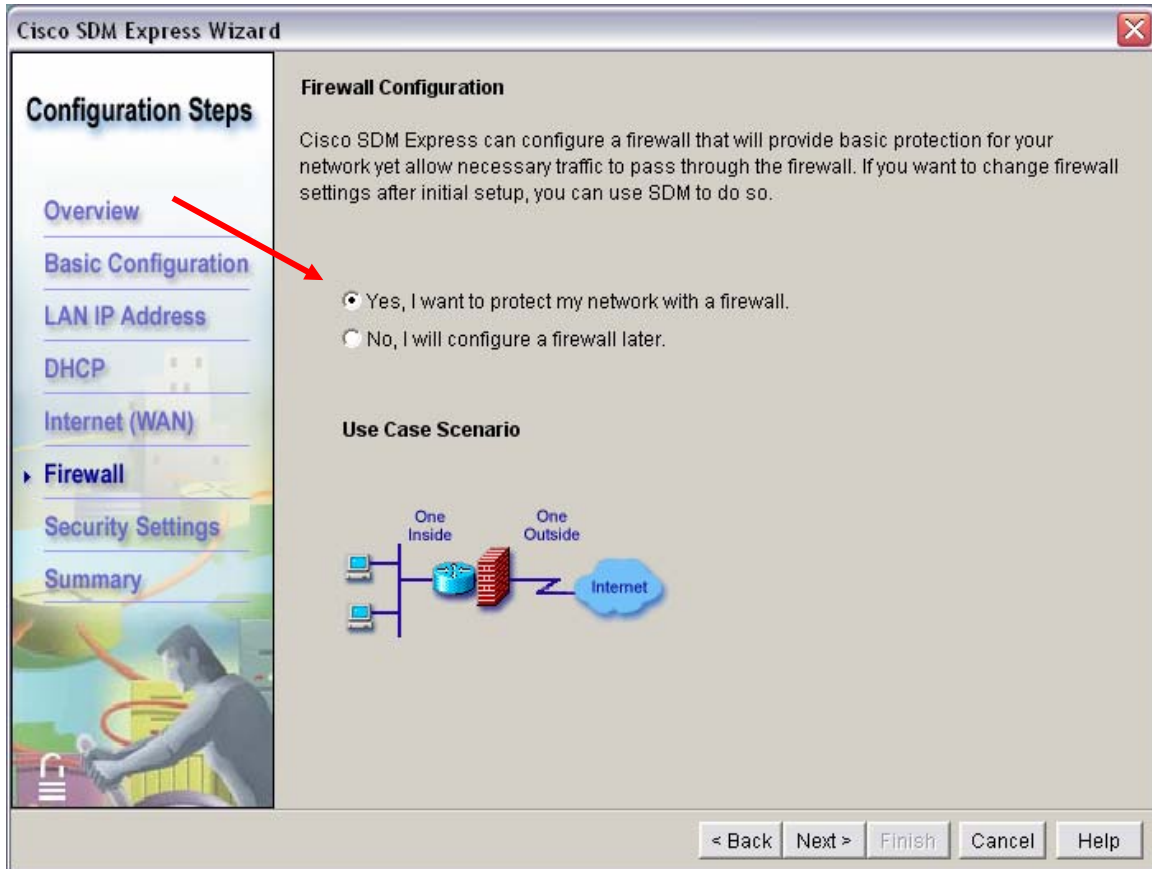 Cisco SDM Express Wizard
Configuration Steps
Overview
Basic Configuration
LAN IP Address
DHCP
Internet (WAN)
Firewall
Security Settings
Summary
Firewall Configuration
Cisco SDM Express can configure a firewall that will provide basic protection for your
network yet allow necessary traffic to pass through the firewall. If you want to change firewall
settings after initial setup, you can use SDM to do so.
Yes, I want to protect my network with a firewall.
No, I will configure a firewall later.
Use Case Scenario
One
Inside
One
Outside
Internet
< Back Next > Finish Cancel Help